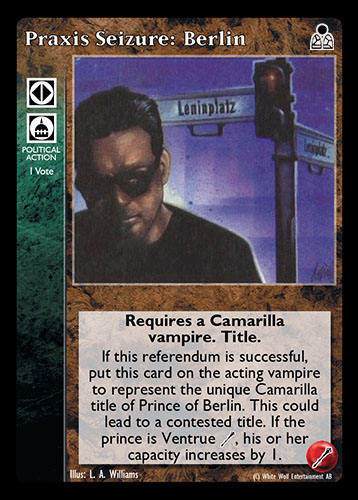 Praxis Seizure: Berlin
POLITICAL
ACTION
1 Vote
Leninplatz
Leninplatz
Requires a Camarilla
vampire. Title.
If this referendum is successful,
put this card on the acting vampire
to represent the unique Camarilla
title of Prince of Berlin. This could
lead to a contested title. If the
prince is Ventrue , his or her
capacity increases by 1.
Illus: L. A. Williams
(C) White Wolf Entertainment AB